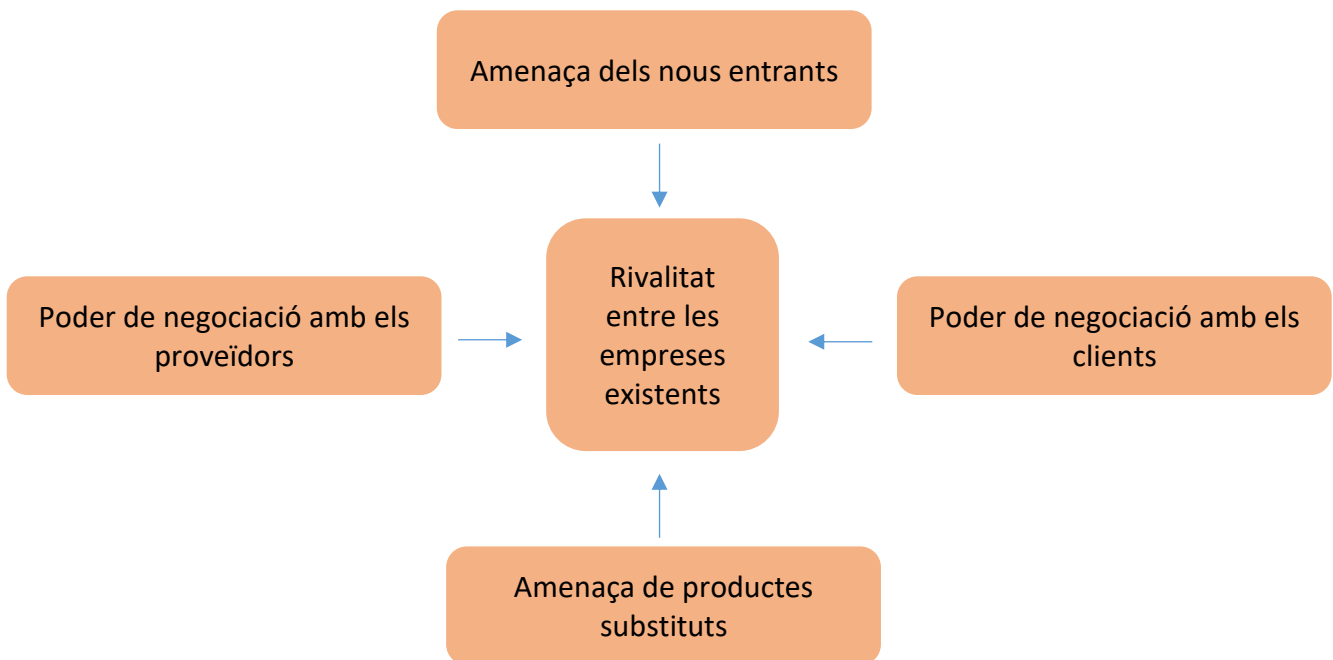 Amenaça dels nous entrants
Poder de negociació amb els
proveïdors
Rivalitat
entre les
empreses
existents
Poder de negociació amb els
clients
Amenaça de productes
substituts